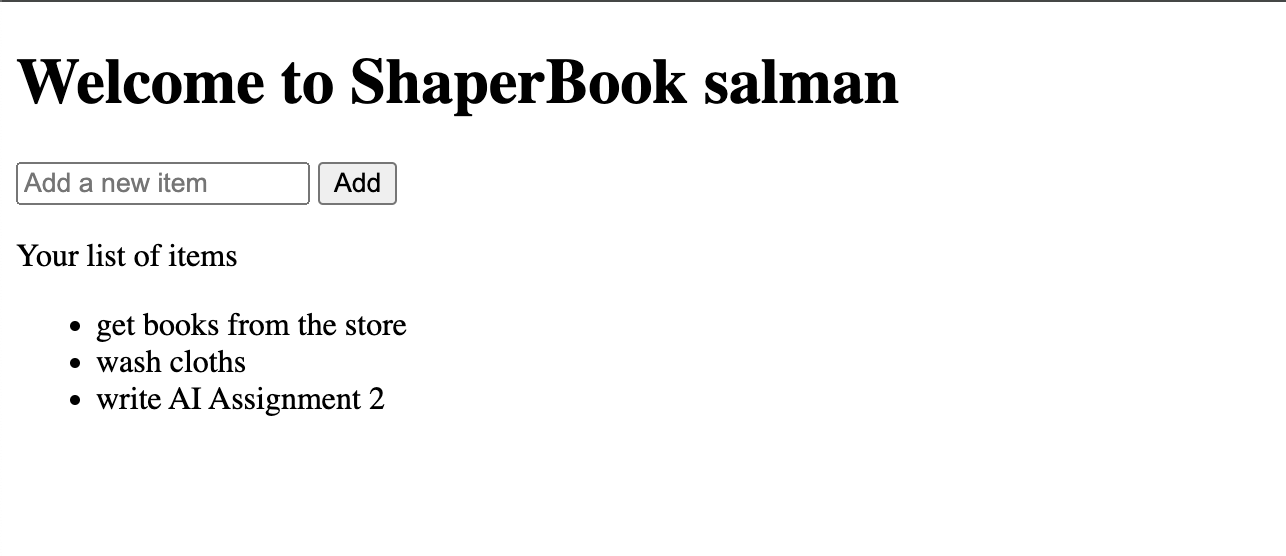 Welcome to ShaperBook salman
Add a new item Add
Your list of items
get books from the store
wash cloths
write AI Assignment 2